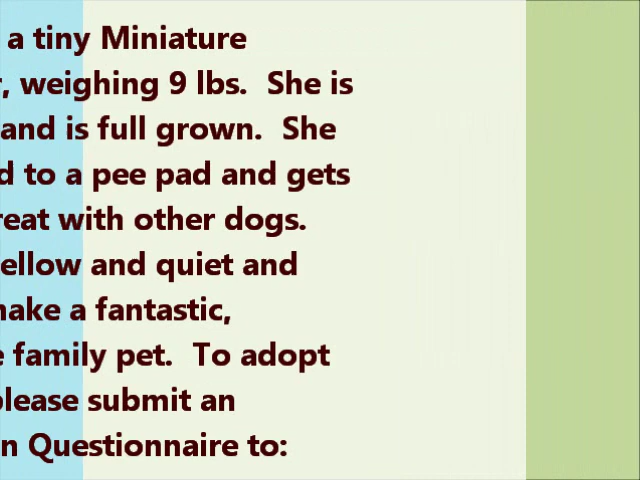 a tiny Miniature
, weighing 9 lbs. She is
and is full grown. She
d to a pee pad and gets
reat with other dogs.
ellow and quiet and
make a fantastic,
e family pet. To adopt
please submit an
n Questionnaire to: